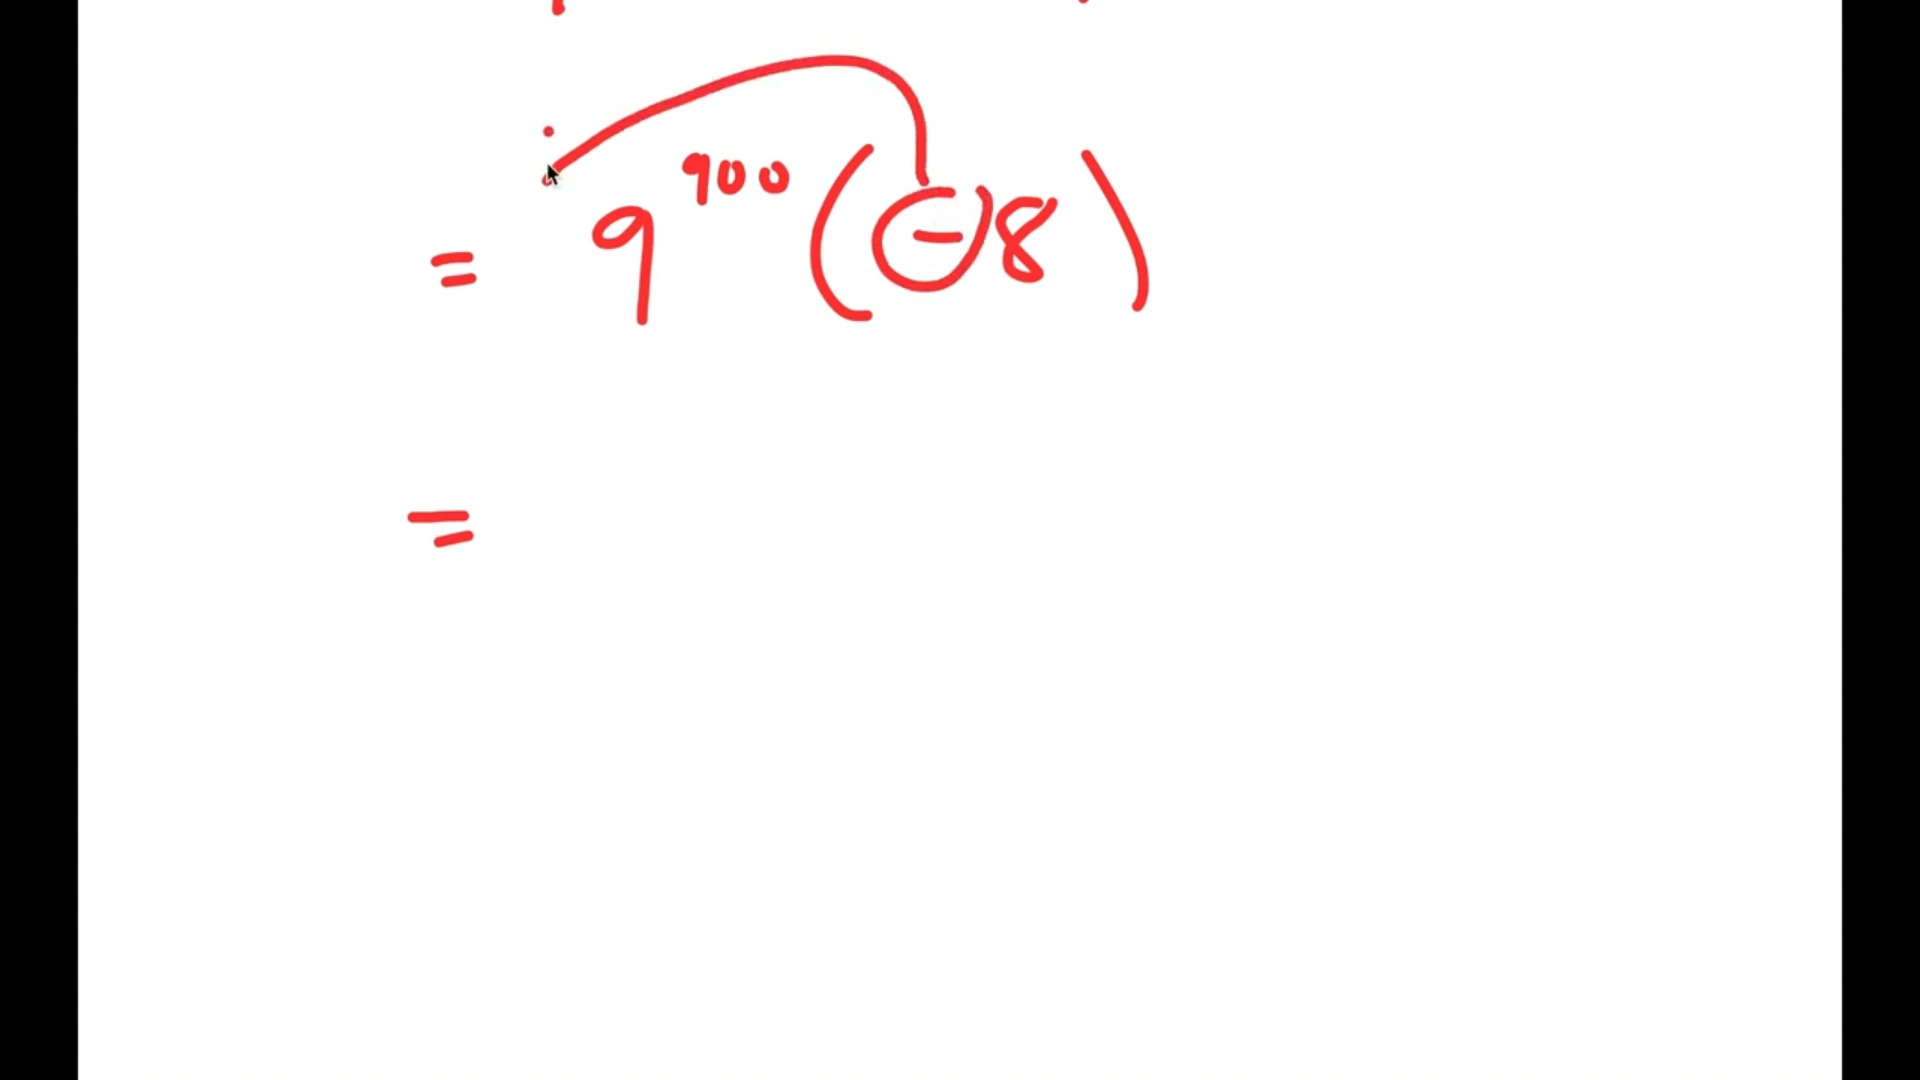 = 9^900 (-8)
=